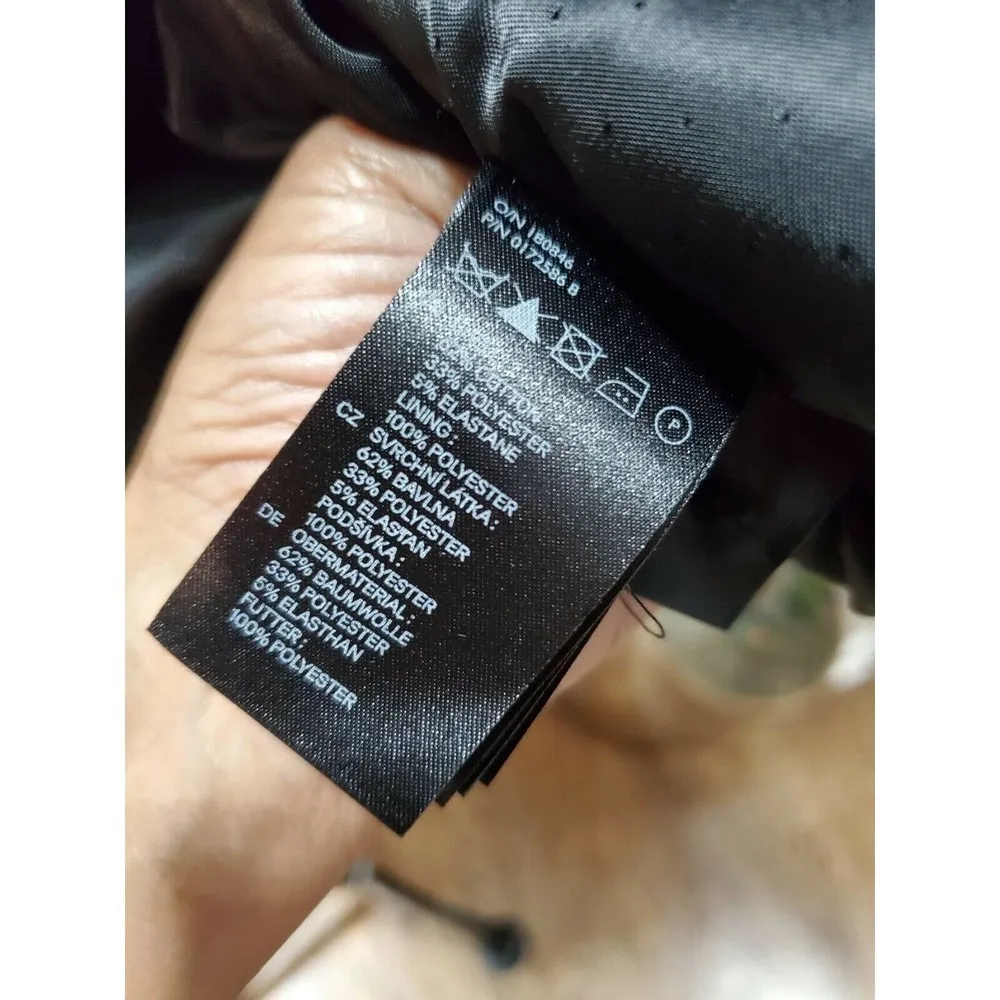 O/N 180846
P/N 0172586 B
P
33% POLYESTER
5% ELASTANE
LINING :
100% POLYESTER
CZ SVRCHNÍ LÁTKA :
62% BAVLNA
33% POLYESTER
5% ELASTAN
PODŠÍVKA :
100% POLYESTER
DE OBERMATERIAL :
62% BAUMWOLLE
33% POLYESTER
5% ELASTHAN
FUTTER :
100% POLYESTER